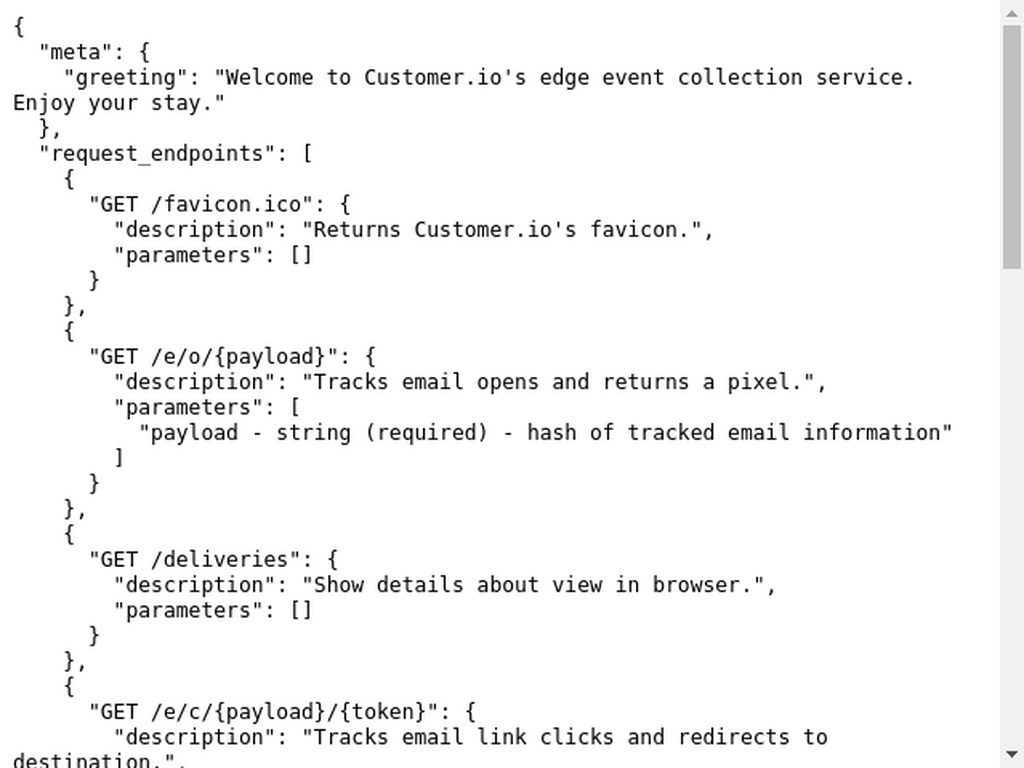 {
  "meta": {
    "greeting": "Welcome to Customer.io's edge event collection service.
Enjoy your stay."
  },
  "request_endpoints": [
    {
      "GET /favicon.ico": {
        "description": "Returns Customer.io's favicon.",
        "parameters": []
      }
    },
    {
      "GET /e/o/{payload}": {
        "description": "Tracks email opens and returns a pixel.",
        "parameters": [
          "payload - string (required) - hash of tracked email information"
        ]
      }
    },
    {
      "GET /deliveries": {
        "description": "Show details about view in browser.",
        "parameters": []
      }
    },
    {
      "GET /e/c/{payload}/{token}": {
        "description": "Tracks email link clicks and redirects to
destination.",